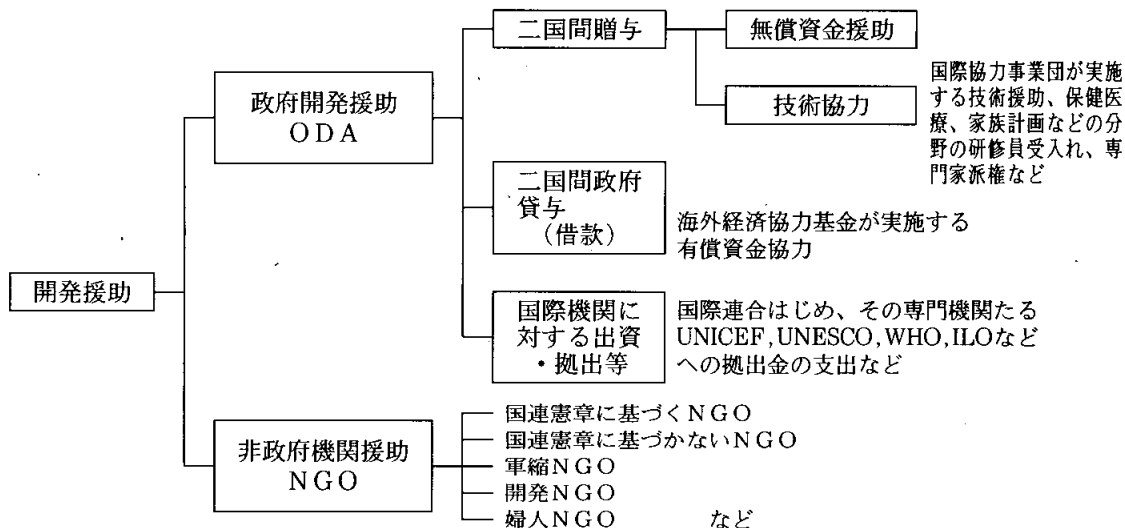 開発援助
政府開発援助
ODA
二国間贈与
無償資金援助
技術協力
国際協力事業団が実施
する技術援助、保健医
療、家族計画などの分
野の研修員受入れ、専
門家派権など
二国間政府
貸与
(借款)
海外経済協力基金が実施する
有償資金協力
国際機関に
対する出資
・拠出等
国際連合はじめ、その専門機関たる
UNICEF,UNESCO,WHO,ILOなど
への拠出金の支出など
非政府機関援助
NGO
国連憲章に基づくNGO
国連憲章に基づかないNGO
軍縮NGO
開発NGO
婦人NGO など